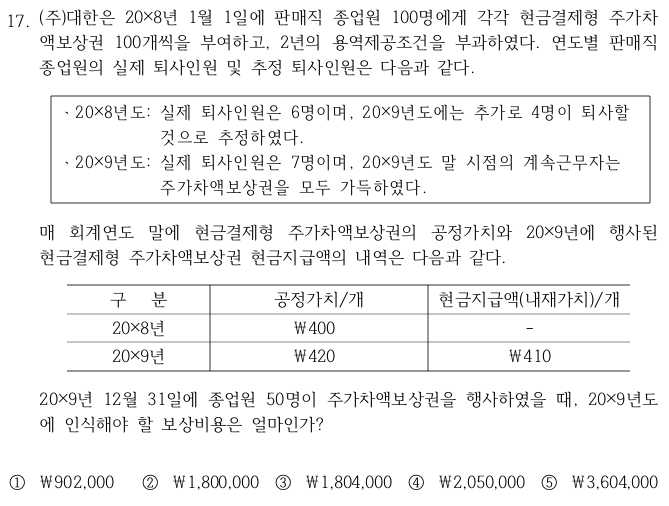 17. (주)대한은 20×8년 1월 1일에 판매직 종업원 100명에게 각각 현금결제형 주가차
액보상권 100개씩을 부여하고, 2년의 용역제공조건을 부과하였다. 연도별 판매직
종업원의 실제 퇴사인원 및 추정 퇴사인원은 다음과 같다.
、20×8년도: 실제 퇴사인원은 6명이며, 20×9년도에는 추가로 4명이 퇴사할
것으로 추정하였다.
、20×9년도: 실제 퇴사인원은 7명이며, 20×9년도 말 시점의 계속근무자는
주가차액보상권을 모두 가득하였다.
매 회계연도 말에 현금결제형 주가차액보상권의 공정가치와 20×9년에 행사된
현금결제형 주가차액보상권 현금지급액의 내역은 다음과 같다.
구 분 공정가치/개 현금지급액(내재가치)/개
20×8년 ₩400 -
20×9년 ₩420 ₩410
20×9년 12월 31일에 종업원 50명이 주가차액보상권을 행사하였을 때, 20×9년도
에 인식해야 할 보상비용은 얼마인가?
① ₩902,000 ② ₩1,800,000 ③ ₩1,804,000 ④ ₩2,050,000 ⑤ ₩3,604,000